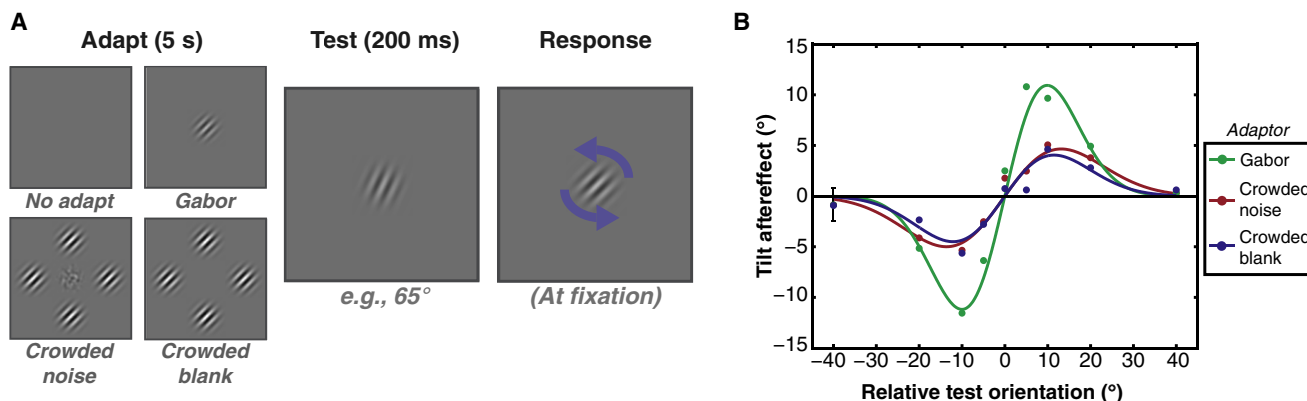 A
Adapt (5 s)
Test (200 ms)
Response
No adapt
Gabor
Crowded
noise
Crowded
blank
e.g., 65°
(At fixation)
B
Tilt aftereffect (°)
15
10
5
0
−5
−10
−15
−40 −30 −20 −10 0 10 20 30 40
Relative test orientation (°)
Adaptor
Gabor
Crowded
noise
Crowded
blank